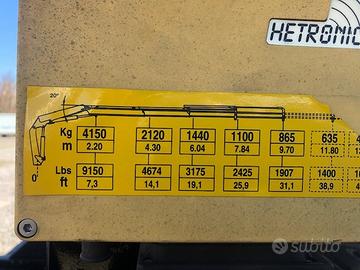 HETRONIC
20°
0°
Kg 4150 2120 1440 1100 865 635
m 2.20 4.30 6.04 7.84 9.70 11.80
Lbs 9150 4674 3175 2425 1907 1400
ft 7,3 14,1 19,1 25,9 31,1 38,9
subito